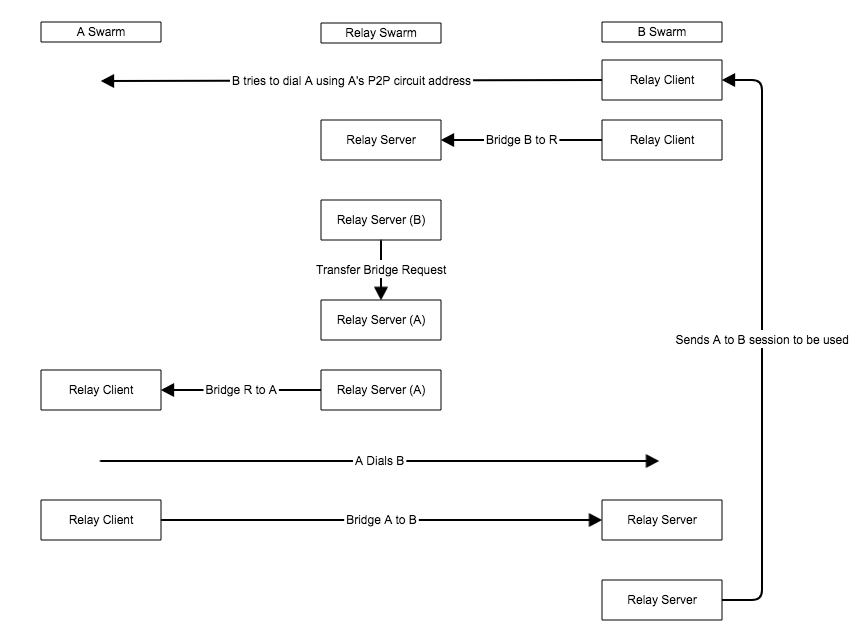 A Swarm
Relay Swarm
B Swarm
B tries to dial A using A's P2P circuit address
Relay Client
Relay Server
Bridge B to R
Relay Client
Relay Server (B)
Transfer Bridge Request
Relay Server (A)
Sends A to B session to be used
Relay Client
Bridge R to A
Relay Server (A)
A Dials B
Relay Client
Bridge A to B
Relay Server
Relay Server